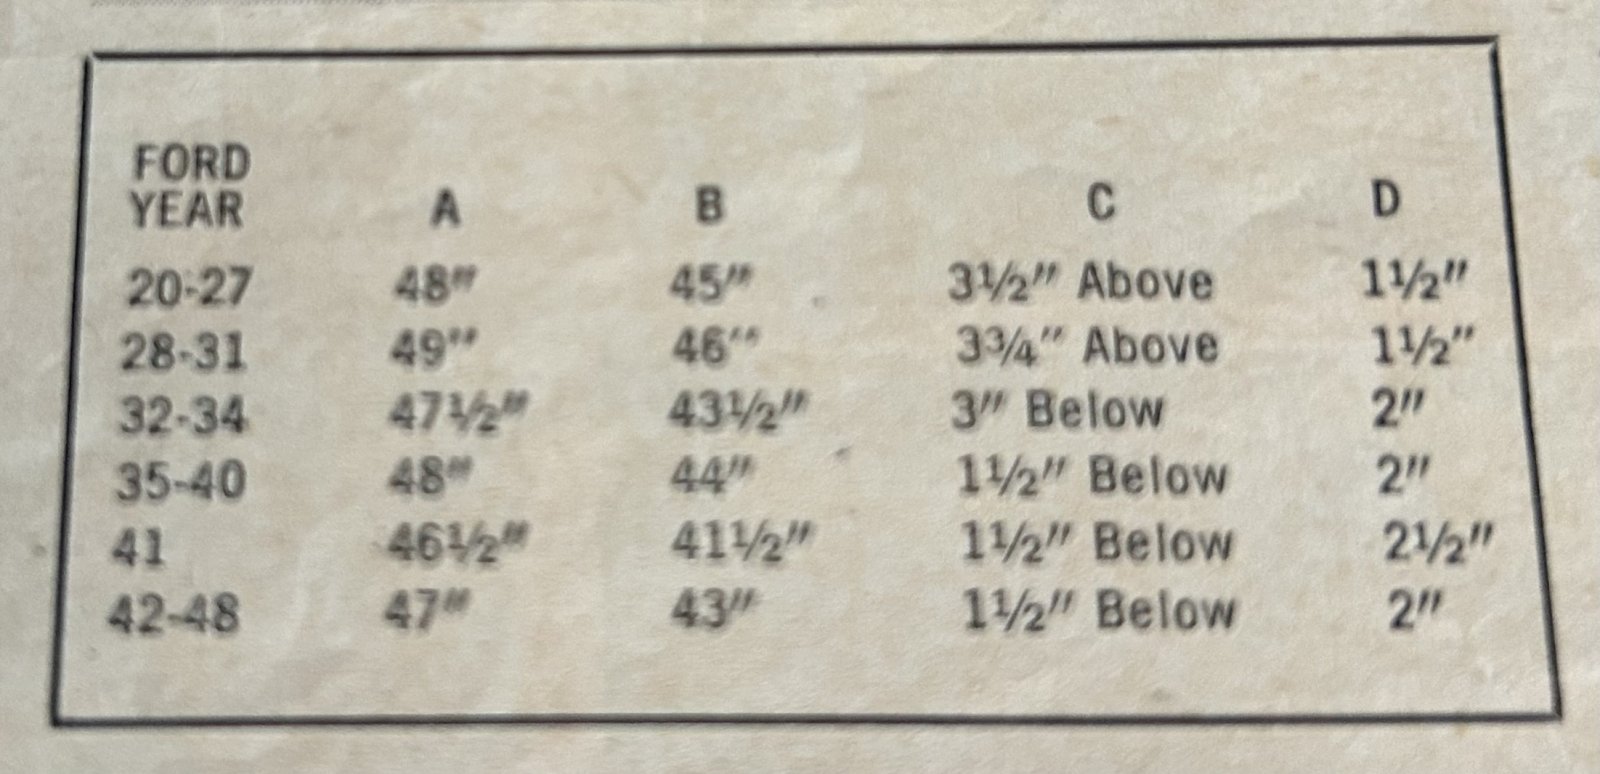 FORD
YEAR A B C D
20-27 48" 45" 3½" Above 1½"
28-31 49" 46" 3¾" Above 1½"
32-34 47½" 43½" 3" Below 2"
35-40 48" 44" 1½" Below 2"
41 46½" 41½" 1½" Below 2½"
42-48 47" 43" 1½" Below 2"